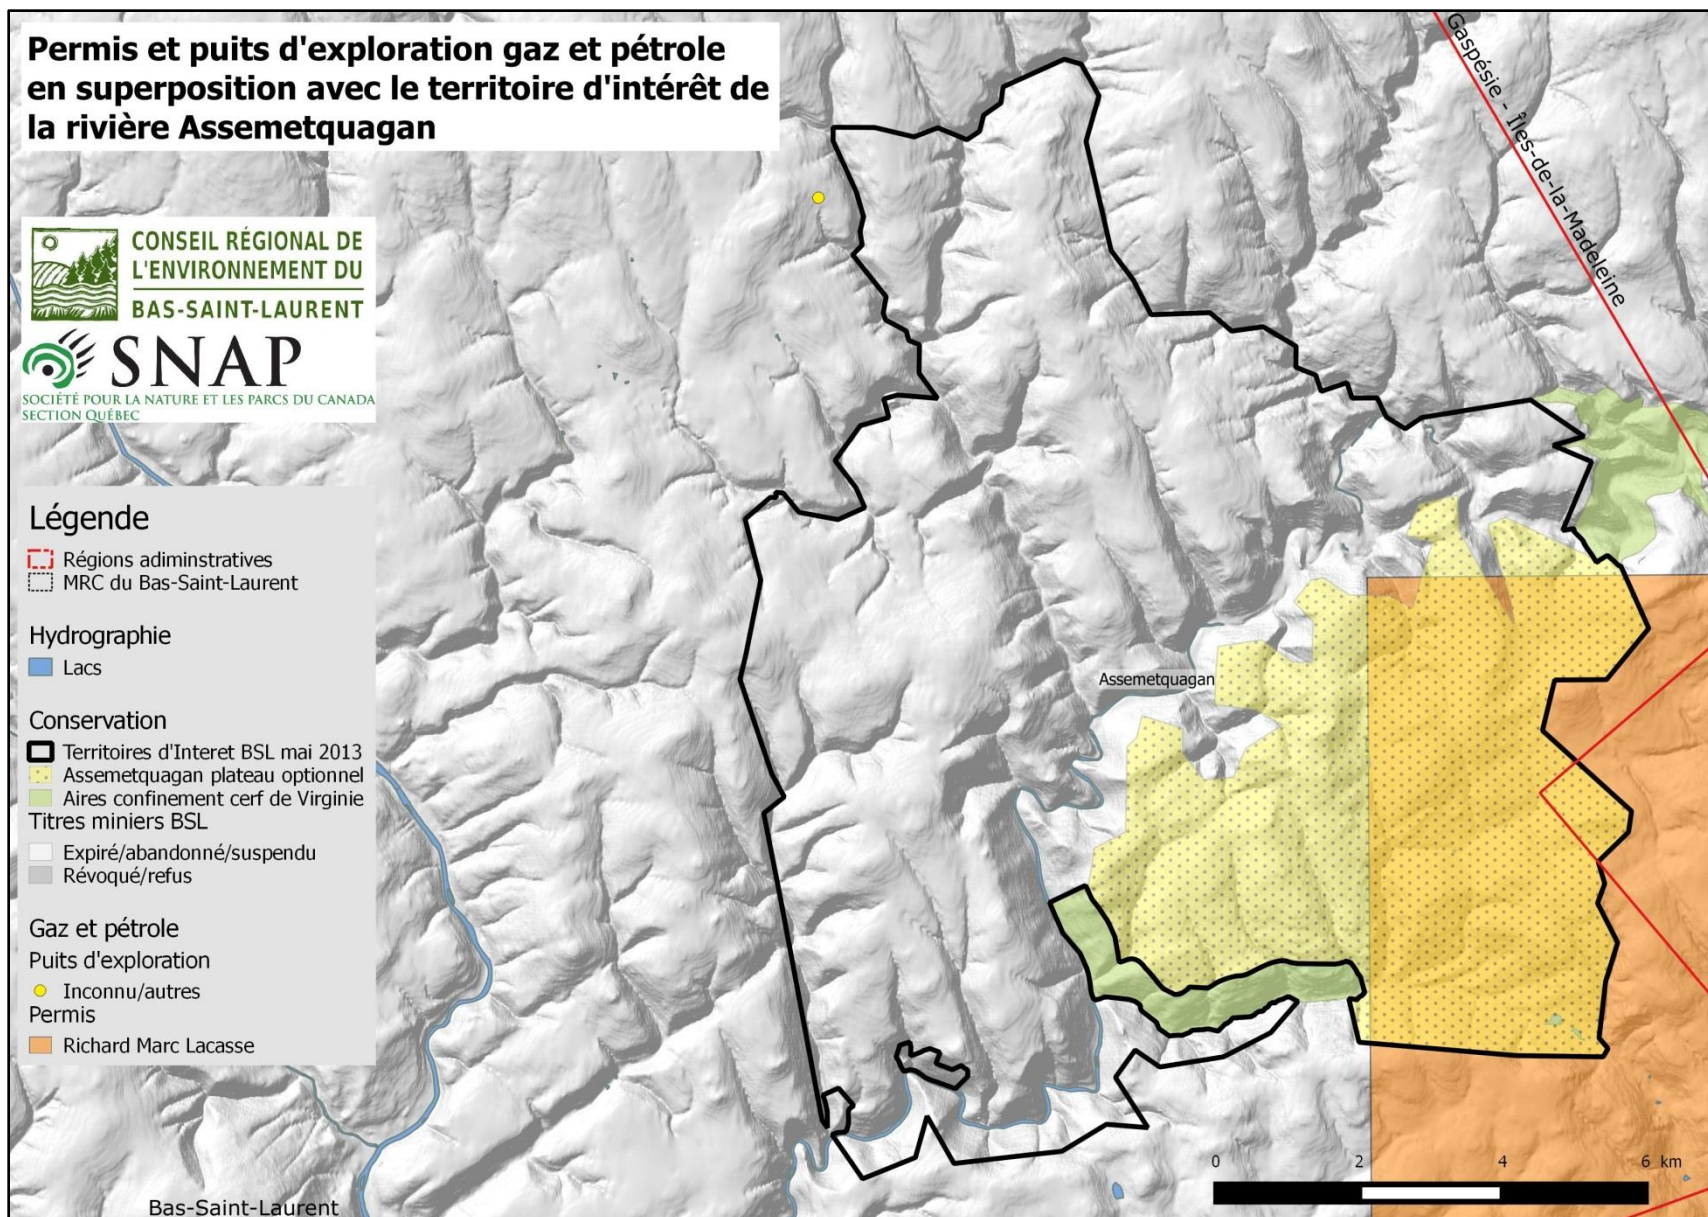 Permis et puits d'exploration gaz et pétrole
en superposition avec le territoire d'intérêt de
la rivière Assemetquagan
CONSEIL RÉGIONAL DE
L'ENVIRONNEMENT DU
BAS-SAINT-LAURENT
SNAP
SOCIÉTÉ POUR LA NATURE ET LES PARCS DU CANADA
SECTION QUÉBEC
Légende
Régions adiminstratives
MRC du Bas-Saint-Laurent
Hydrographie
Lacs
Conservation
Territoires d'Interet BSL mai 2013
Assemetquagan plateau optionnel
Aires confinement cerf de Virginie
Titres miniers BSL
Expiré/abandonné/suspendu
Révoqué/refus
Gaz et pétrole
Puits d'exploration
Inconnu/autres
Permis
Richard Marc Lacasse
Gaspésie - Îles-de-la-Madeleine
Assemetquagan
Bas-Saint-Laurent
0 2 4 6 km